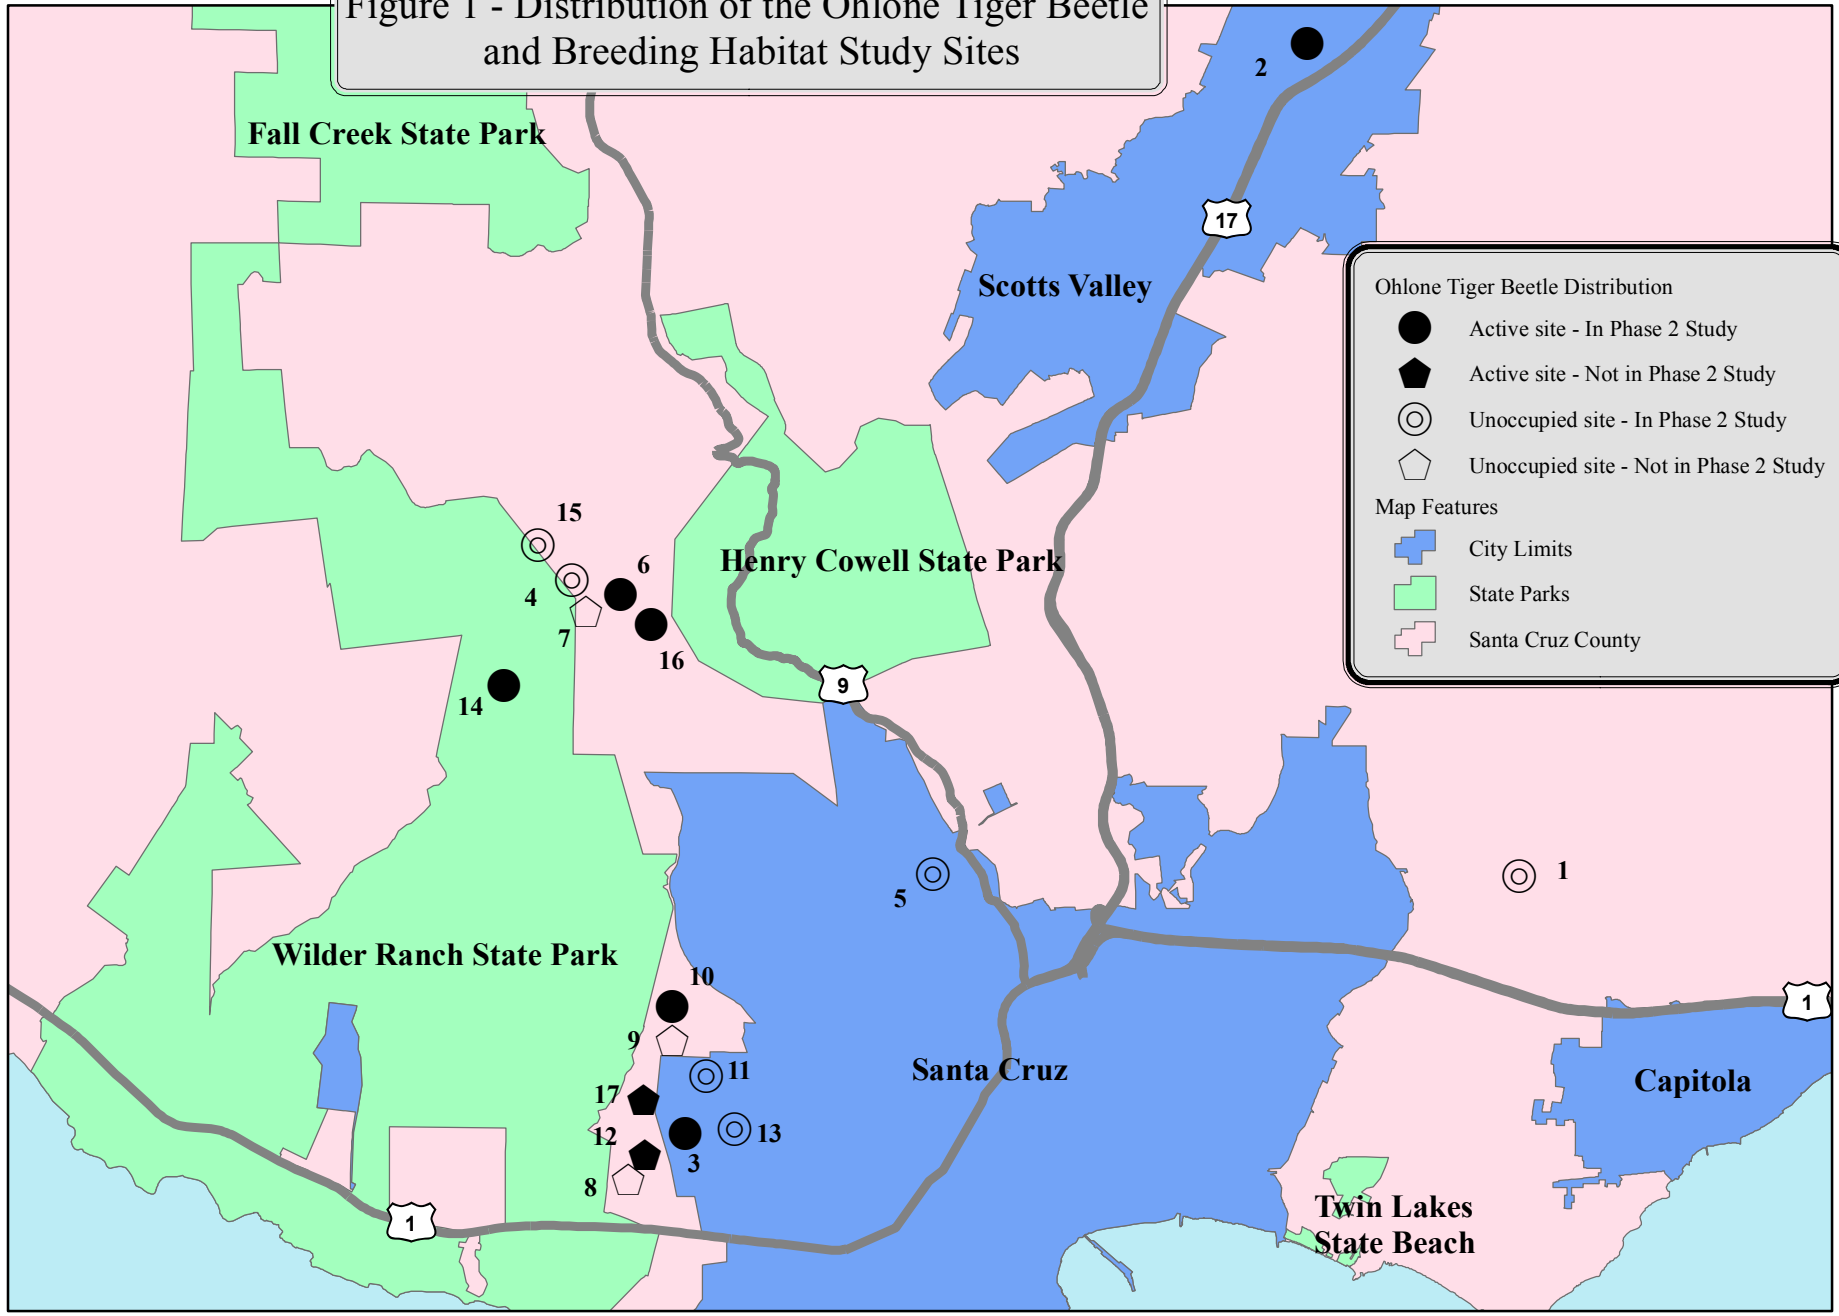 Figure 1 - Distribution of the Ohlone Tiger Beetle
and Breeding Habitat Study Sites
2
Fall Creek State Park
17
Scotts Valley
Ohlone Tiger Beetle Distribution
Active site - In Phase 2 Study
Active site - Not in Phase 2 Study
Unoccupied site - In Phase 2 Study
Unoccupied site - Not in Phase 2 Study
Map Features
City Limits
State Parks
Santa Cruz County
15
6
Henry Cowell State Park
4
7
16
9
14
5
1
Wilder Ranch State Park
10
9
1
11
Santa Cruz
Capitola
17
12
13
3
8
1
Twin Lakes
State Beach